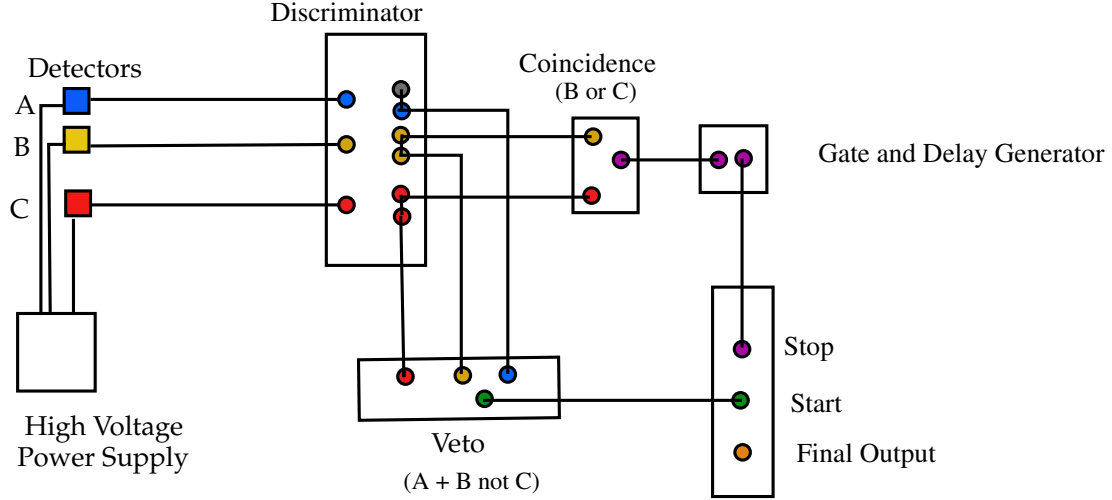 Discriminator
Detectors
A
B
C
Coincidence
(B or C)
Gate and Delay Generator
High Voltage
Power Supply
Veto
(A + B not C)
Stop
Start
Final Output